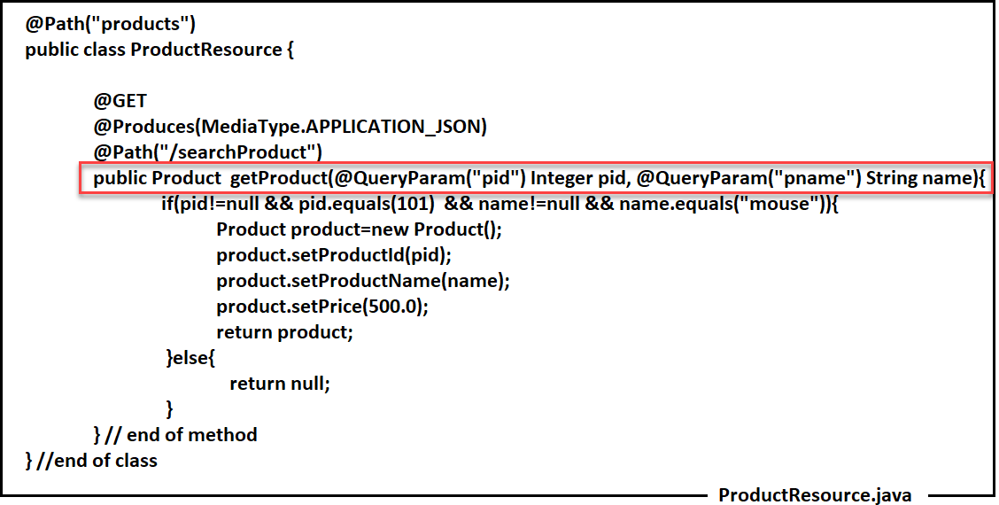 @Path("products")
public class ProductResource {
@GET
@Produces(MediaType.APPLICATION_JSON)
@Path("/searchProduct")
public Product  getProduct(@QueryParam("pid") Integer pid, @QueryParam("pname") String name){
if(pid!=null && pid.equals(101)  && name!=null && name.equals("mouse")){
Product product=new Product();
product.setProductId(pid);
product.setProductName(name);
product.setPrice(500.0);
return product;
}else{
return null;
}
} // end of method
} //end of class
ProductResource.java